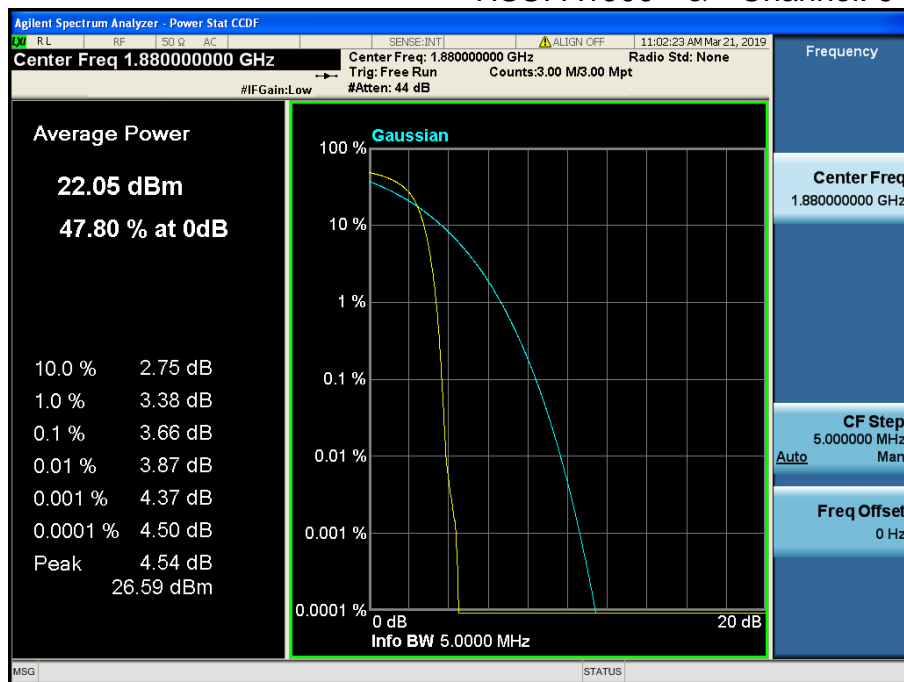 Agilent Spectrum Analyzer - Power Stat CCDF
LXI RL RF 50 Ω AC SENSE:INT ALIGN OFF 11:02:23 AM Mar 21, 2019
Center Freq 1.880000000 GHz
Center Freq: 1.880000000 GHz Radio Std: None
Trig: Free Run Counts:3.00 M/3.00 Mpt
#IFGain:Low #Atten: 44 dB
Frequency
Average Power
22.05 dBm
47.80 % at 0dB
10.0 % 2.75 dB
1.0 % 3.38 dB
0.1 % 3.66 dB
0.01 % 3.87 dB
0.001 % 4.37 dB
0.0001 % 4.50 dB
Peak 4.54 dB
26.59 dBm
Gaussian
100 %
10 %
1 %
0.1 %
0.01 %
0.001 %
0.0001 %
0 dB 20 dB
Info BW 5.0000 MHz
Center Freq
1.880000000 GHz
CF Step
5.000000 MHz
Auto Man
Freq Offset
0 Hz
MSG STATUS